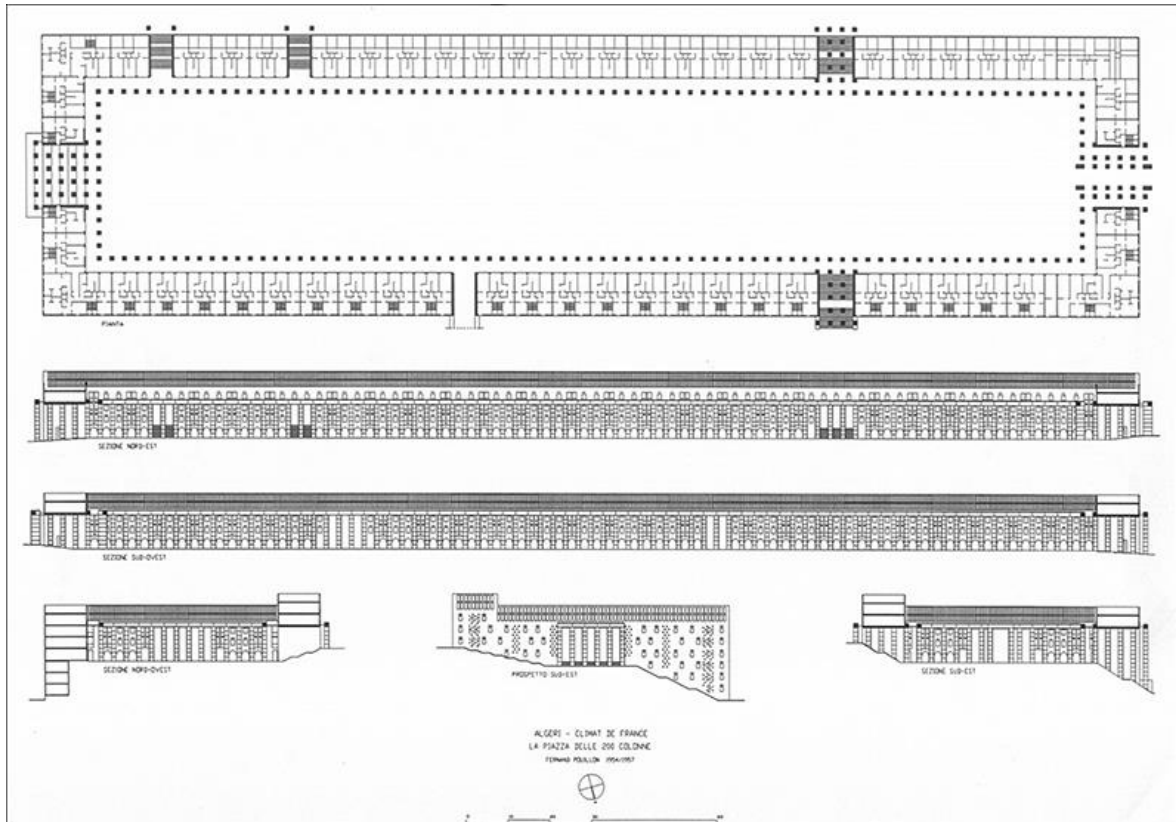 PIANTA
SEZIONE NORD-EST
SEZIONE SUD-OVEST
SEZIONE NORD-OVEST
PROSPETTO SUD-EST
SEZIONE SUD-EST
ALGERI - CLIMAT DE FRANCE
LA PIAZZA DELLE 200 COLONNE
FERNAND POUILLON 1954/1957